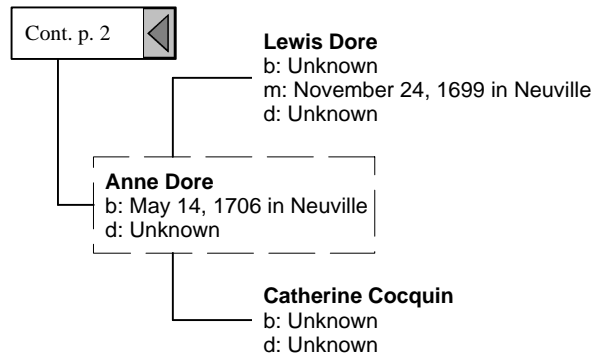 Cont. p. 2
Lewis Dore
b: Unknown
m: November 24, 1699 in Neuville
d: Unknown
Anne Dore
b: May 14, 1706 in Neuville
d: Unknown
Catherine Cocquin
b: Unknown
d: Unknown